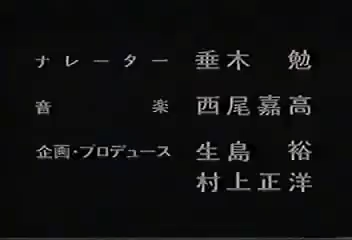 ナレーター 垂木 勉
音楽 西尾嘉高
企画・プロデュース 生島 裕
村上正洋